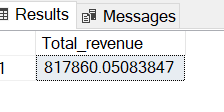 Results Messages
Total_revenue
1 817860.05083847